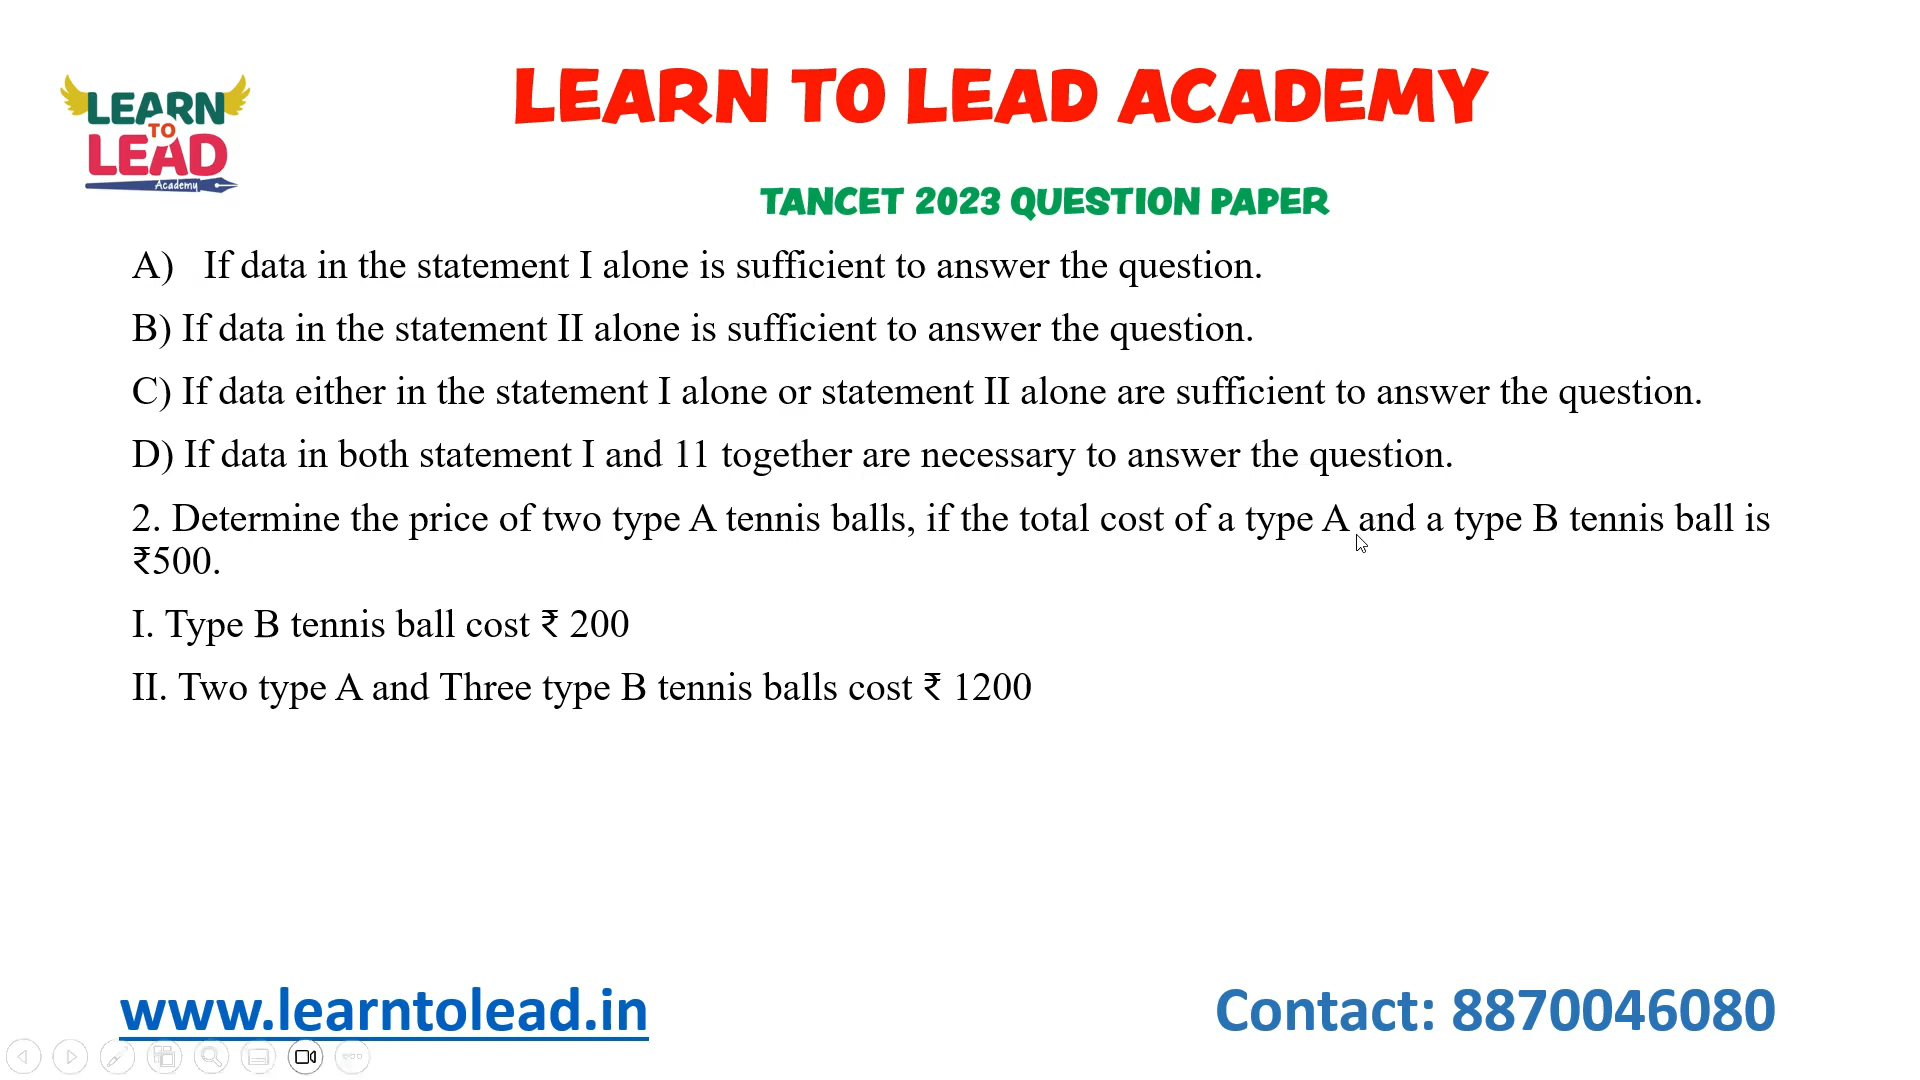 LEARN
TO
LEAD
Academy
LEARN TO LEAD ACADEMY
TANCET 2023 QUESTION PAPER
A) If data in the statement I alone is sufficient to answer the question.
B) If data in the statement II alone is sufficient to answer the question.
C) If data either in the statement I alone or statement II alone are sufficient to answer the question.
D) If data in both statement I and 11 together are necessary to answer the question.
2. Determine the price of two type A tennis balls, if the total cost of a type A and a type B tennis ball is
₹500.
I. Type B tennis ball cost ₹ 200
II. Two type A and Three type B tennis balls cost ₹ 1200
www.learntolead.in
Contact: 8870046080